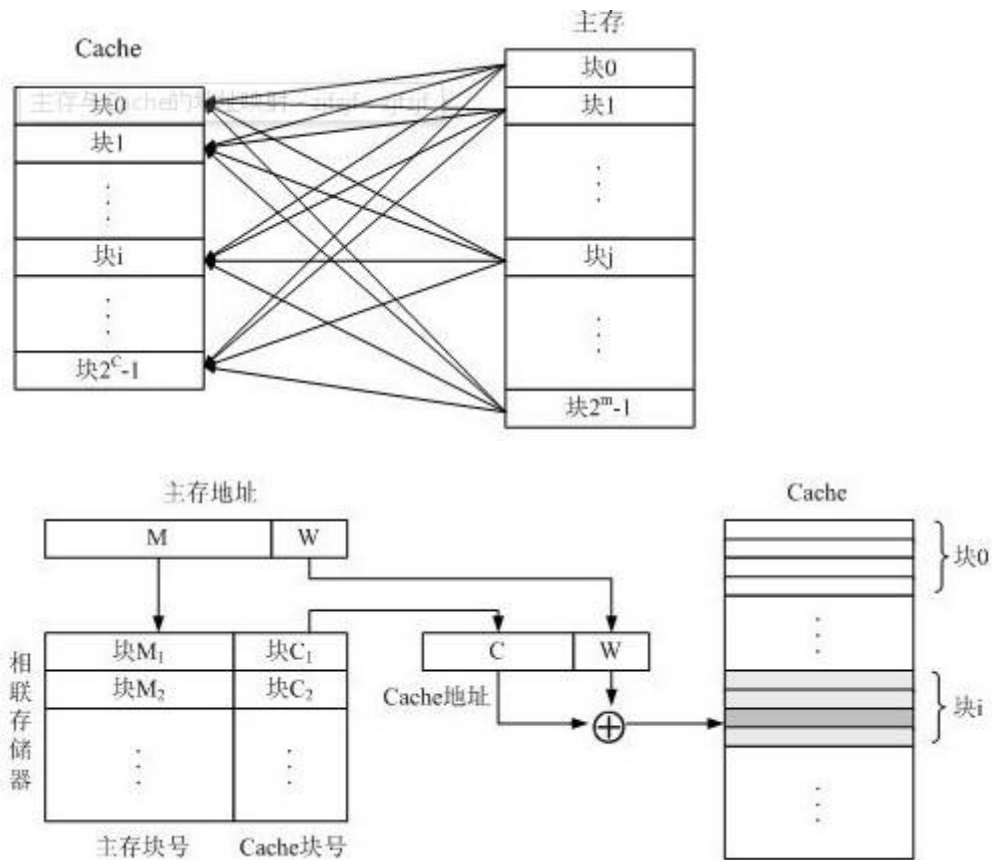 Cache
主存
块0
块1
块i
块2^C-1
块0
块1
块j
块2^m-1
主存地址
M W
相联存储器
块M₁ 块C₁
块M₂ 块C₂
主存块号 Cache块号
C W
Cache地址
Cache
块0
块i